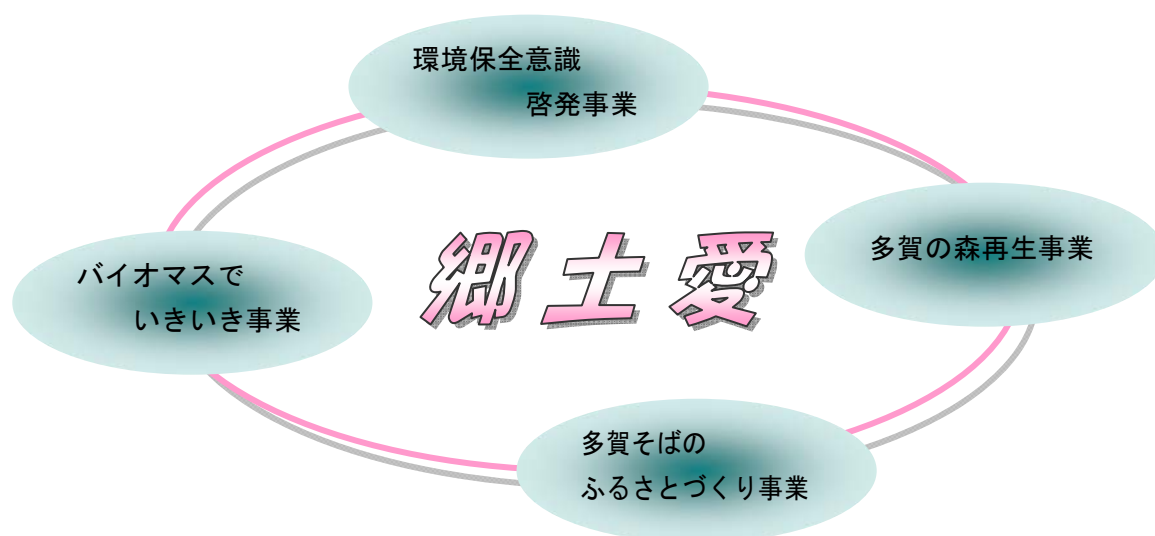 環境保全意識
啓発事業
郷土愛
多賀の森再生事業
バイオマスで
いきいき事業
多賀そばの
ふるさとづくり事業